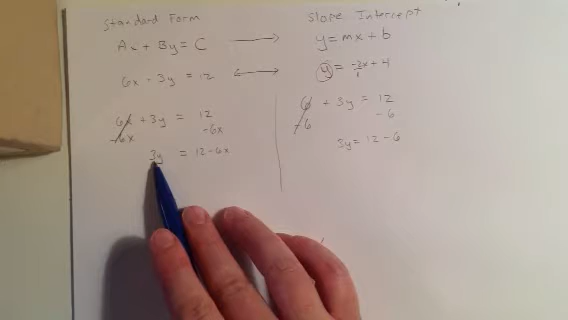 Standard Form
Ax + By = C
6x + 3y = 12
6x + 3y = 12
-6x -6x
3y = 12 - 6x
Slope Intercept
y = mx + b
y = -2x/1 + 4
6 + 3y = 12
-6 -6
3y = 12 - 6